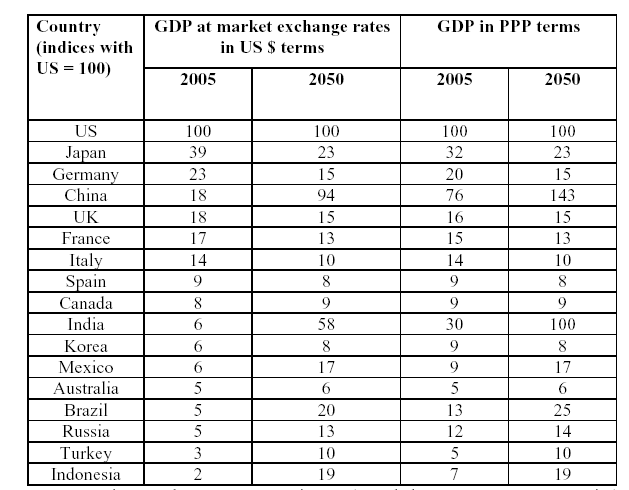 Country (indices with US = 100) GDP at market exchange rates in US $ terms GDP in PPP terms
2005 2050 2005 2050
US 100 100 100 100
Japan 39 23 32 23
Germany 23 15 20 15
China 18 94 76 143
UK 18 15 16 15
France 17 13 15 13
Italy 14 10 14 10
Spain 9 8 9 8
Canada 8 9 9 9
India 6 58 30 100
Korea 6 8 9 8
Mexico 6 17 9 17
Australia 5 6 5 6
Brazil 5 20 13 25
Russia 5 13 12 14
Turkey 3 10 5 10
Indonesia 2 19 7 19